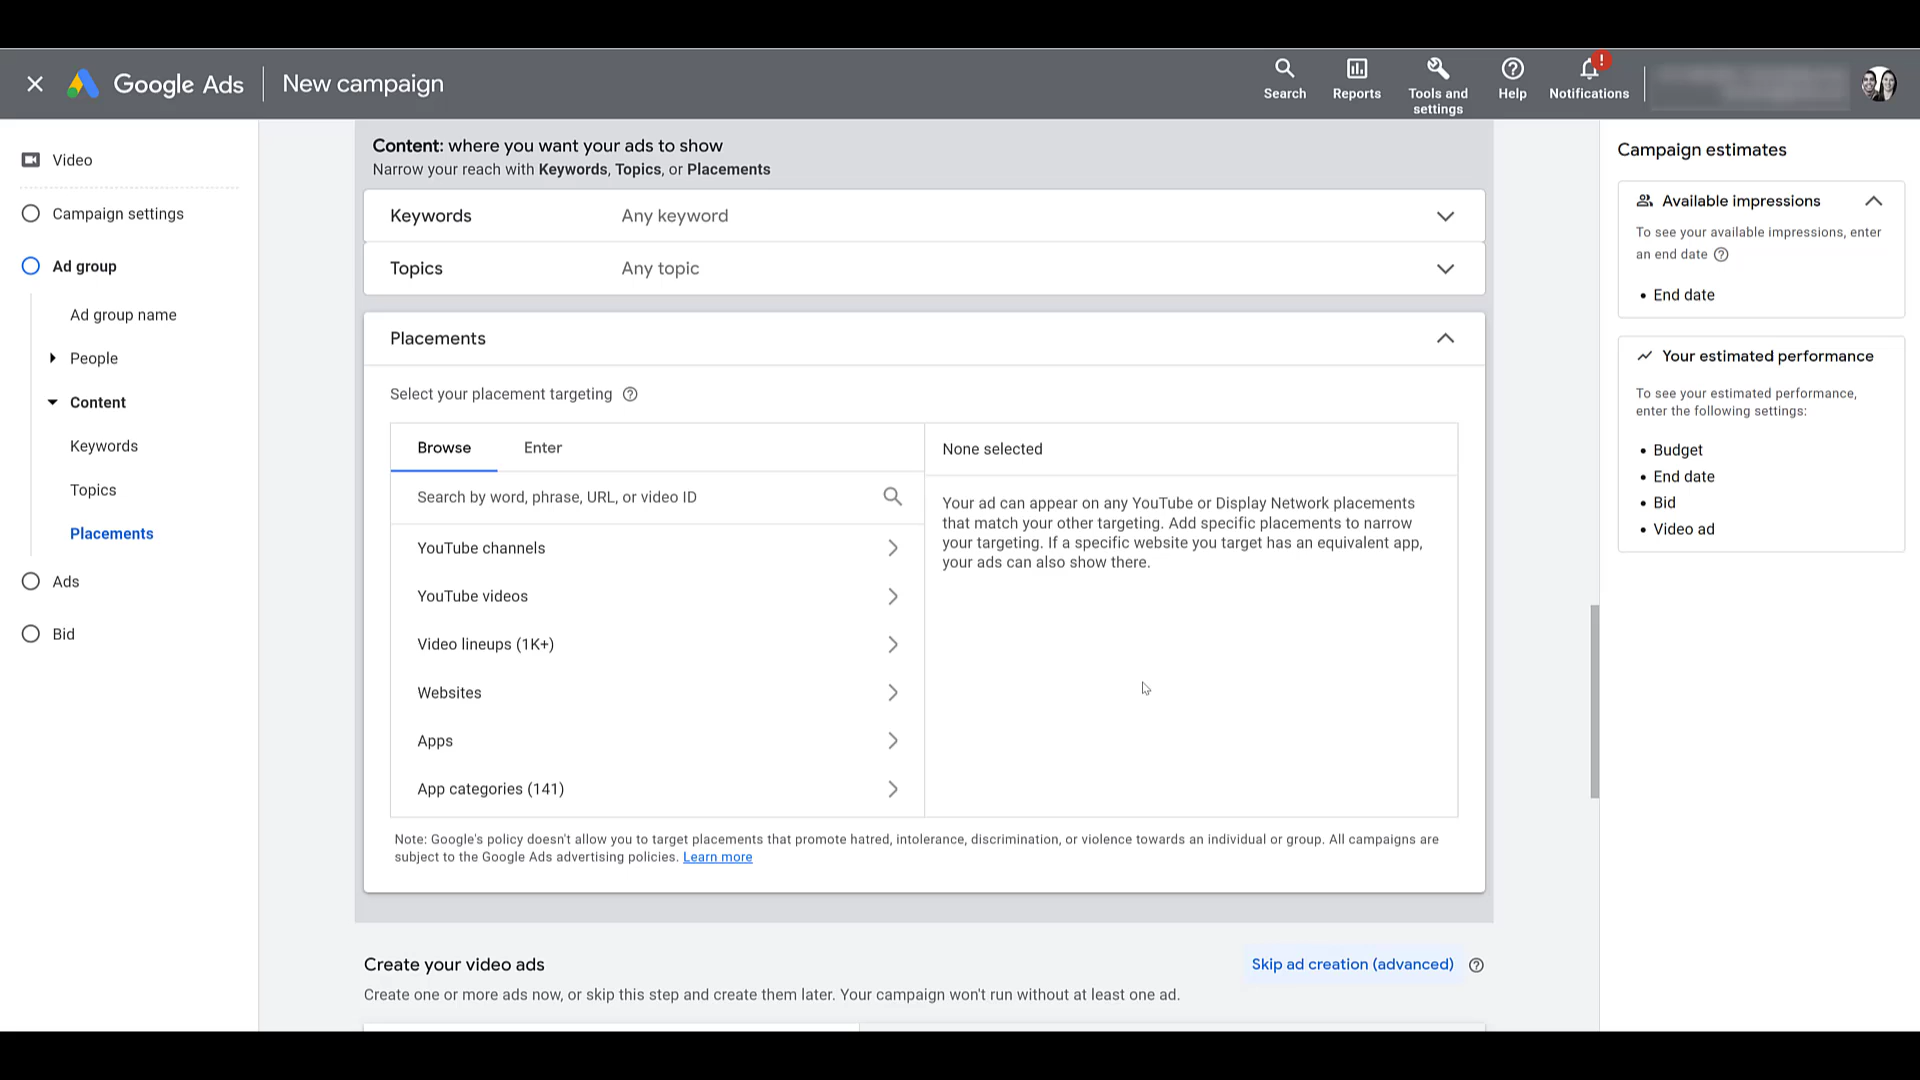 Google Ads
New campaign
Search
Reports
Tools and
settings
Help
!
Notifications
Video
Campaign settings
Ad group
Ad group name
People
Content
Keywords
Topics
Placements
Ads
Bid
Content: where you want your ads to show
Narrow your reach with Keywords, Topics, or Placements
Keywords
Any keyword
Topics
Any topic
Placements
Select your placement targeting
Browse
Enter
Search by word, phrase, URL, or video ID
YouTube channels
YouTube videos
Video lineups (1K+)
Websites
Apps
App categories (141)
None selected
Your ad can appear on any YouTube or Display Network placements
that match your other targeting. Add specific placements to narrow
your targeting. If a specific website you target has an equivalent app,
your ads can also show there.
Note: Google's policy doesn't allow you to target placements that promote hatred, intolerance, discrimination, or violence towards an individual or group. All campaigns are
subject to the Google Ads advertising policies. Learn more
Create your video ads
Skip ad creation (advanced)
Create one or more ads now, or skip this step and create them later. Your campaign won't run without at least one ad.
Campaign estimates
Available impressions
To see your available impressions, enter
an end date
• End date
Your estimated performance
To see your estimated performance,
enter the following settings:
• Budget
• End date
• Bid
• Video ad